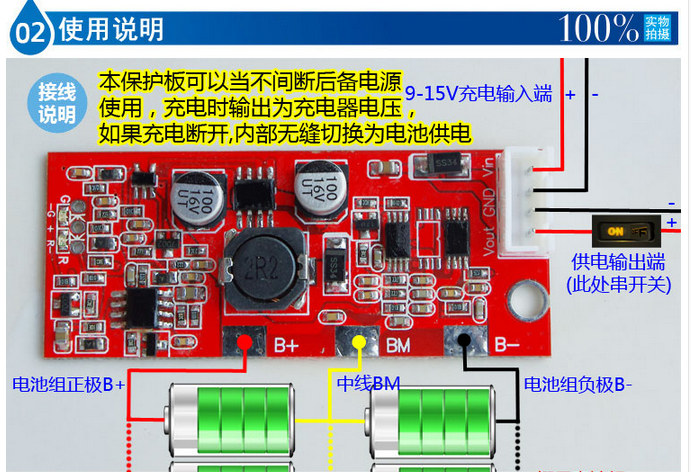 02 使用说明
100% 实物
拍摄
接线
说明
本保护板可以当不间断后备电源
使用，充电时输出为充电器电压，
如果充电断开,内部无缝切换为电池供电
9-15V充电输入端 + -
SS34
Vin
GND
Vout
100
16V
UT
100
16V
UT
2R2
G
-G+R-
R
-
+
ON
供电输出端
(此处串开关)
B+
BM
B-
电池组正极B+
中线BM
电池组负极B-